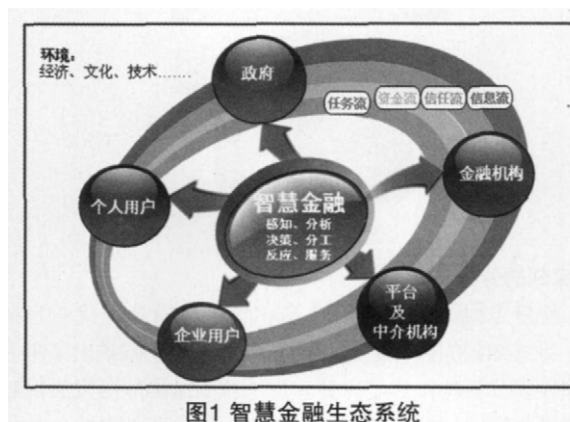 环境：
经济、文化、技术.......
政府
任务流
资金流
信任流
信息流
个人用户
金融机构
智慧金融
感知、分析
决策、分工
反应、服务
企业用户
平台
及
中介机构
图1 智慧金融生态系统